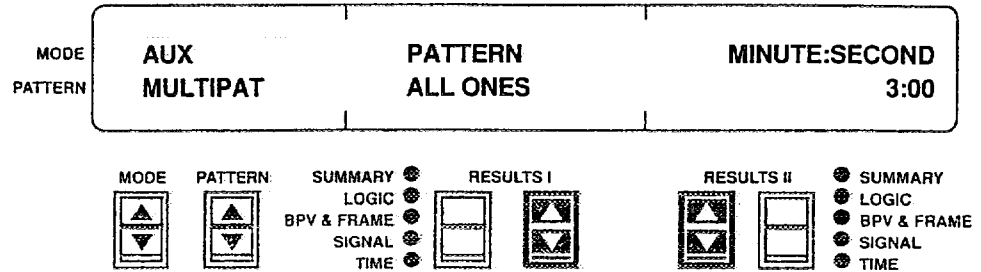 MODE AUX PATTERN MINUTE:SECOND
PATTERN MULTIPAT ALL ONES 3:00
MODE PATTERN SUMMARY RESULTS I RESULTS II SUMMARY
LOGIC LOGIC
BPV & FRAME BPV & FRAME
SIGNAL SIGNAL
TIME TIME